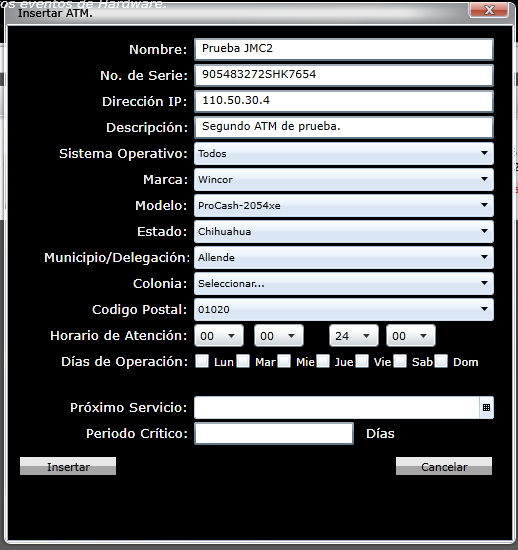 os eventos de Hardware.
Insertar ATM.
Nombre: Prueba JMC2
No. de Serie: 905483272SHK7654
Dirección IP: 110.50.30.4
Descripción: Segundo ATM de prueba.
Sistema Operativo: Todos
Marca: Wincor
Modelo: ProCash-2054xe
Estado: Chihuahua
Municipio/Delegación: Allende
Colonia: Seleccionar...
Codigo Postal: 01020
Horario de Atención: 00 00 24 00
Días de Operación: Lun Mar Mie Jue Vie Sab Dom
Próximo Servicio:
Periodo Crítico: Días
Insertar Cancelar